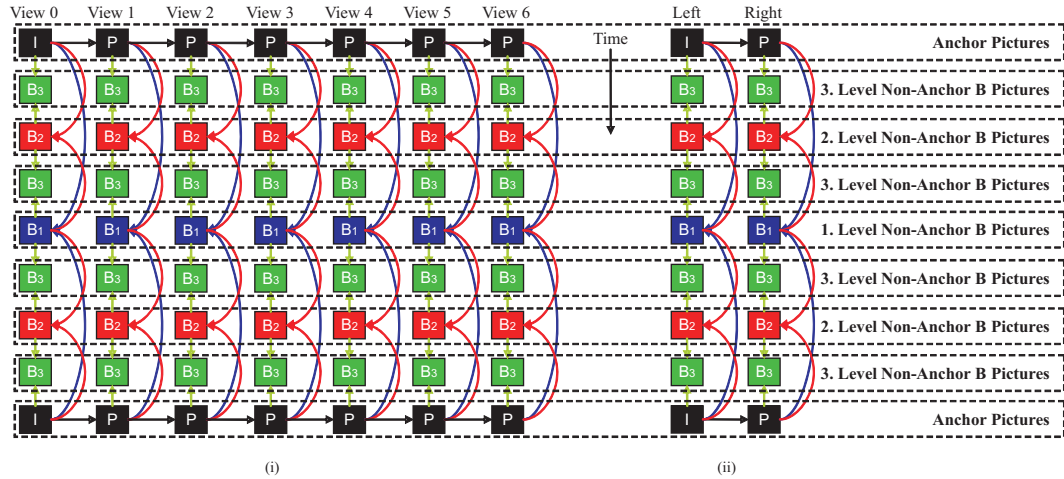 View 0 View 1 View 2 View 3 View 4 View 5 View 6 Left Right
I P P P P P P Time I P Anchor Pictures
B3 B3 B3 B3 B3 B3 B3 B3 B3 3. Level Non-Anchor B Pictures
B2 B2 B2 B2 B2 B2 B2 B2 B2 2. Level Non-Anchor B Pictures
B3 B3 B3 B3 B3 B3 B3 B3 B3 3. Level Non-Anchor B Pictures
B1 B1 B1 B1 B1 B1 B1 B1 B1 1. Level Non-Anchor B Pictures
B3 B3 B3 B3 B3 B3 B3 B3 B3 3. Level Non-Anchor B Pictures
B2 B2 B2 B2 B2 B2 B2 B2 B2 2. Level Non-Anchor B Pictures
B3 B3 B3 B3 B3 B3 B3 B3 B3 3. Level Non-Anchor B Pictures
I P P P P P P I P Anchor Pictures
(i) (ii)